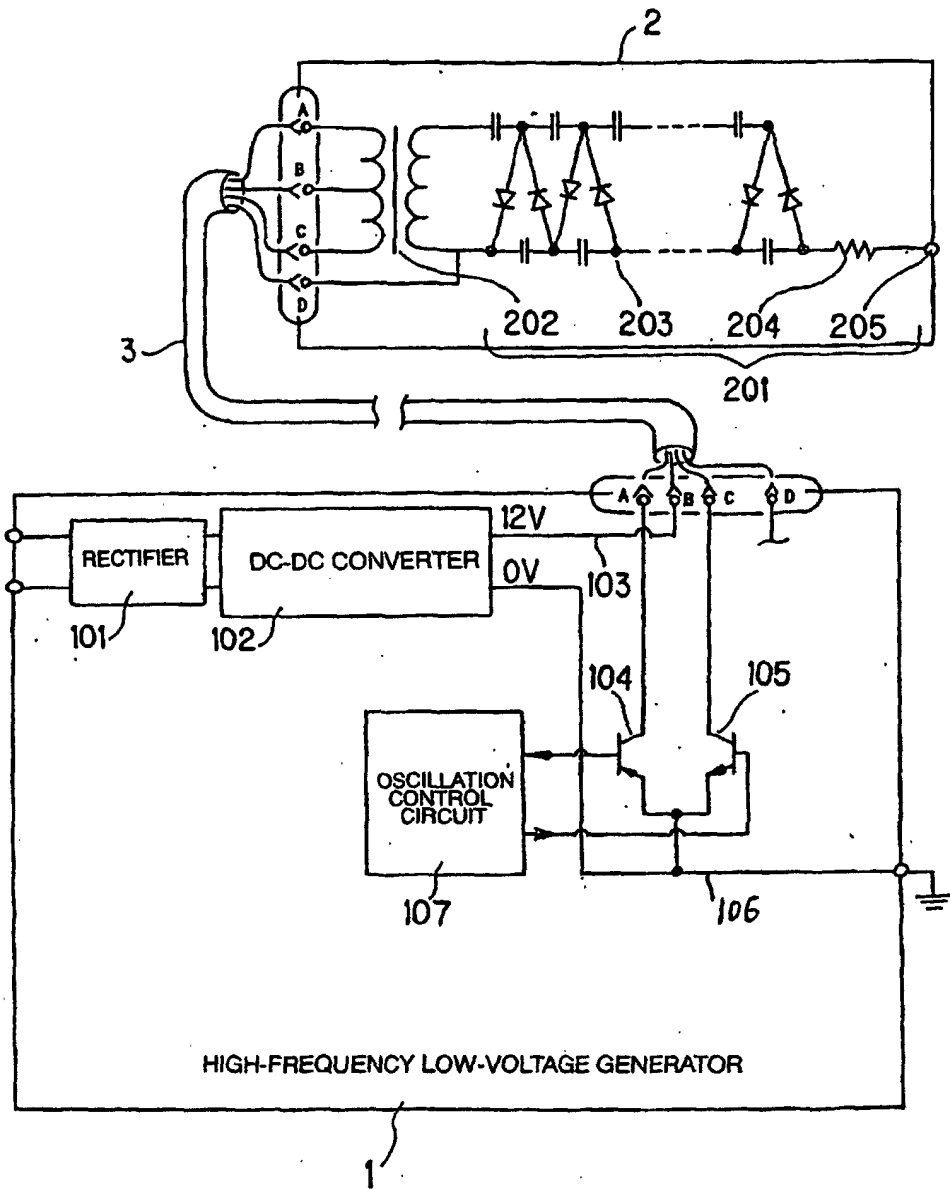 2
A
B
C
D
202
203
204
205
201
3
A
B
C
D
12V
RECTIFIER
DC-DC CONVERTER
0V
103
101
102
104
105
OSCILLATION
CONTROL
CIRCUIT
107
106
HIGH-FREQUENCY LOW-VOLTAGE GENERATOR
1